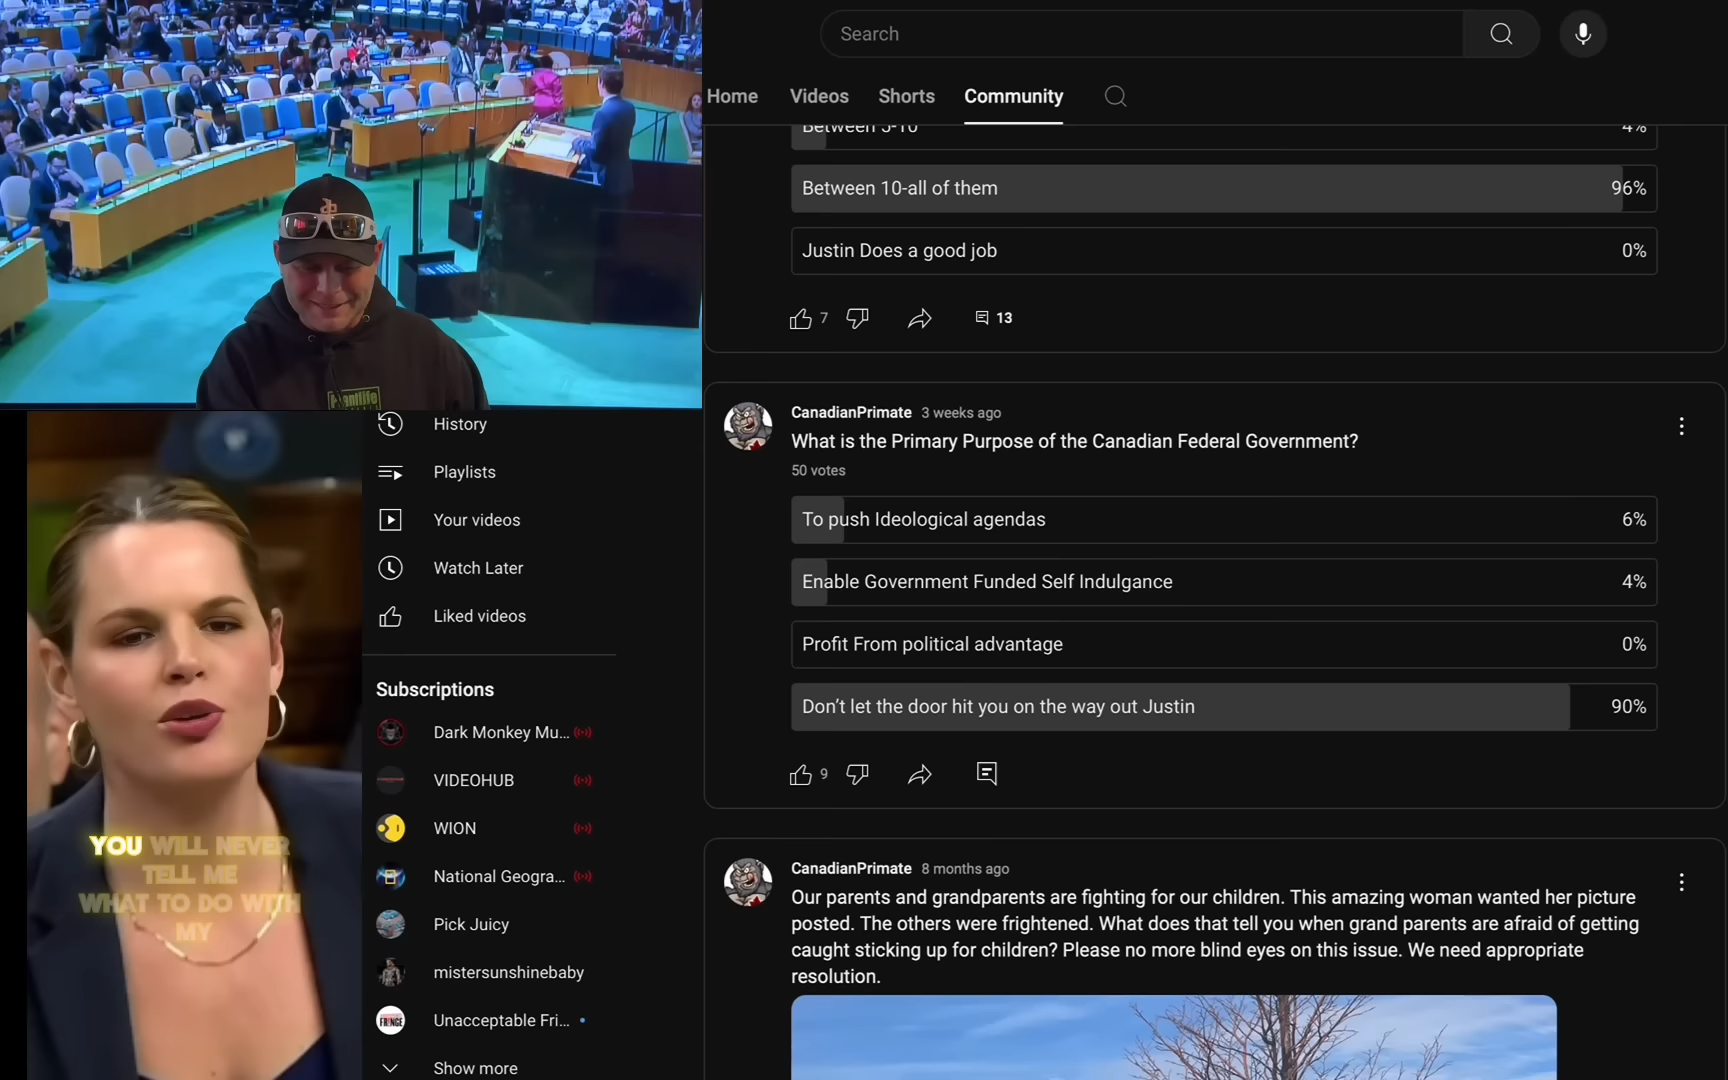 Search
Home
Videos
Shorts
Community
Between 5-10
4%
Between 10-all of them
96%
Justin Does a good job
0%
7
13
CanadianPrimate 3 weeks ago
What is the Primary Purpose of the Canadian Federal Government?
50 votes
To push Ideological agendas
6%
Enable Government Funded Self Indulgance
4%
Profit From political advantage
0%
Don't let the door hit you on the way out Justin
90%
9
CanadianPrimate 8 months ago
Our parents and grandparents are fighting for our children. This amazing woman wanted her picture
posted. The others were frightened. What does that tell you when grand parents are afraid of getting
caught sticking up for children? Please no more blind eyes on this issue. We need appropriate
resolution.
History
Playlists
Your videos
Watch Later
Liked videos
Subscriptions
Dark Monkey Mu...
VIDEOHUB
WION
National Geogra...
Pick Juicy
mistersunshinebaby
FRINGE
Unacceptable Fri...
Show more
YOU WILL NEVER
TELL ME
WHAT TO DO WITH
MY
plantlife